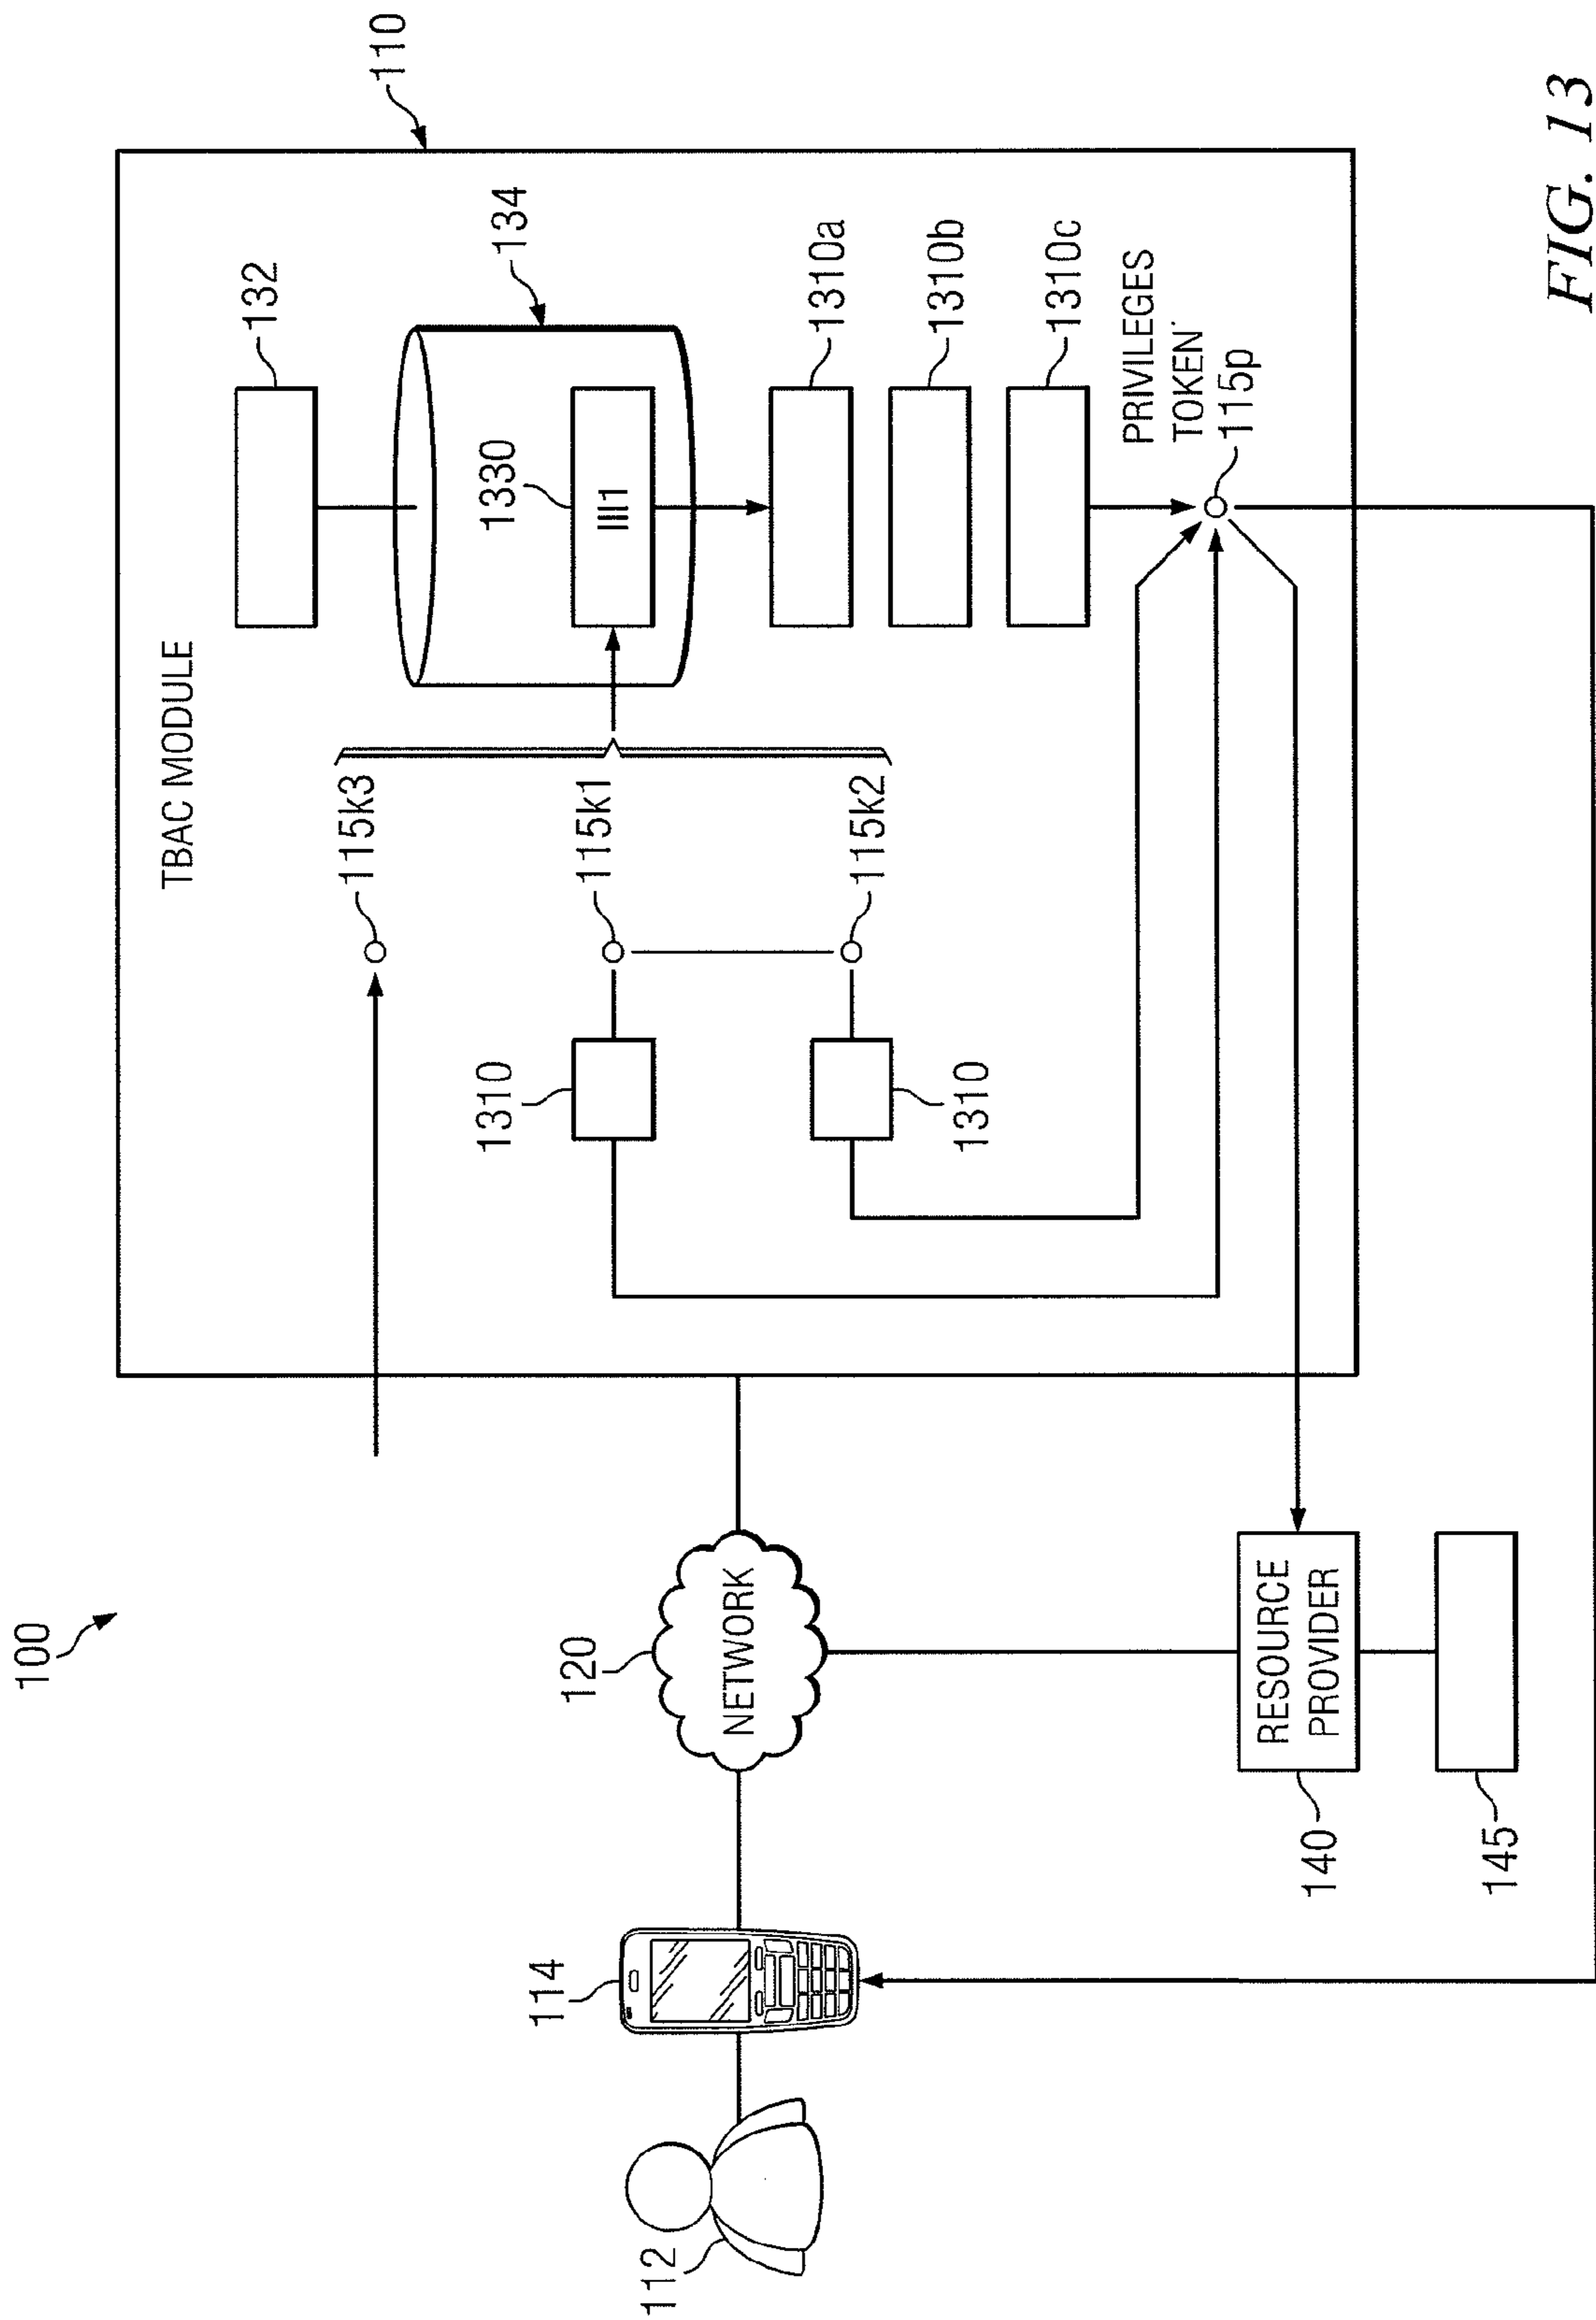 100
110
TBAC MODULE
132
134
1330
III1
115k3
115k1
115k2
1310
1310
1310a
1310b
1310c
PRIVILEGES
TOKEN
115p
120
NETWORK
114
112
RESOURCE
PROVIDER
140
145
FIG. 13